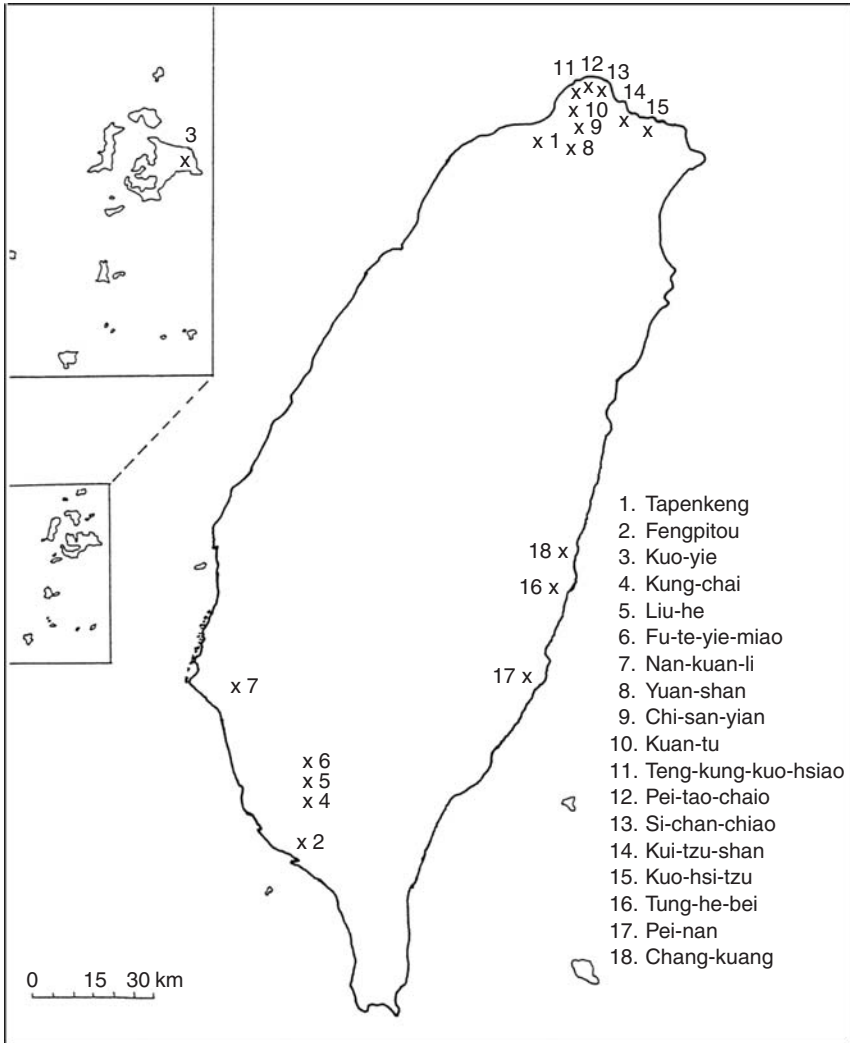 12
11 13
14
15
10
9
x 1
x 8
3
18 x
16 x
17 x
x 7
x 6
x 5
x 4
x 2
1. Tapenkeng
2. Fengpitou
3. Kuo-yie
4. Kung-chai
5. Liu-he
6. Fu-te-yie-miao
7. Nan-kuan-li
8. Yuan-shan
9. Chi-san-yian
10. Kuan-tu
11. Teng-kung-kuo-hsiao
12. Pei-tao-chaio
13. Si-chan-chiao
14. Kui-tzu-shan
15. Kuo-hsi-tzu
16. Tung-he-bei
17. Pei-nan
18. Chang-kuang
0 15 30 km